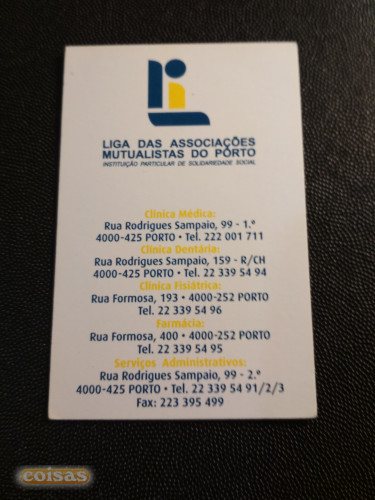 LIGA DAS ASSOCIAÇÕES
MUTUALISTAS DO PÔRTO
INSTITUIÇÃO PARTICULAR DE SOLIDARIEDADE SOCIAL
Clínica Médica:
Rua Rodrigues Sampaio, 99 - 1.º
4000-425 PORTO • Tel. 222 001 711
Clínica Dentária:
Rua Rodrigues Sampaio, 159 - R/CH
4000-425 PORTO • Tel. 22 339 54 94
Clínica Fisiátrica:
Rua Formosa, 193 • 4000-252 PORTO
Tel. 22 339 54 96
Farmácia:
Rua Formosa, 400 • 4000-252 PORTO
Tel. 22 339 54 95
Serviços Administrativos:
Rua Rodrigues Sampaio, 99 - 2.º
4000-425 PORTO • Tel. 22 339 54 91/2/3
Fax: 223 395 499
coisas